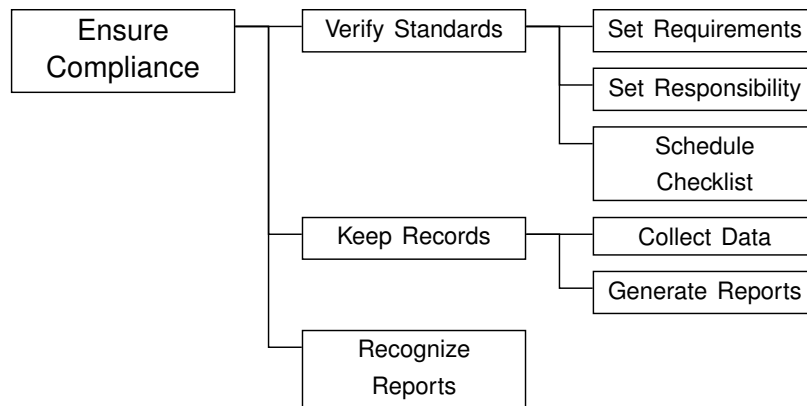 Ensure
Compliance
Verify Standards
Set Requirements
Set Responsibility
Schedule
Checklist
Keep Records
Collect Data
Generate Reports
Recognize
Reports